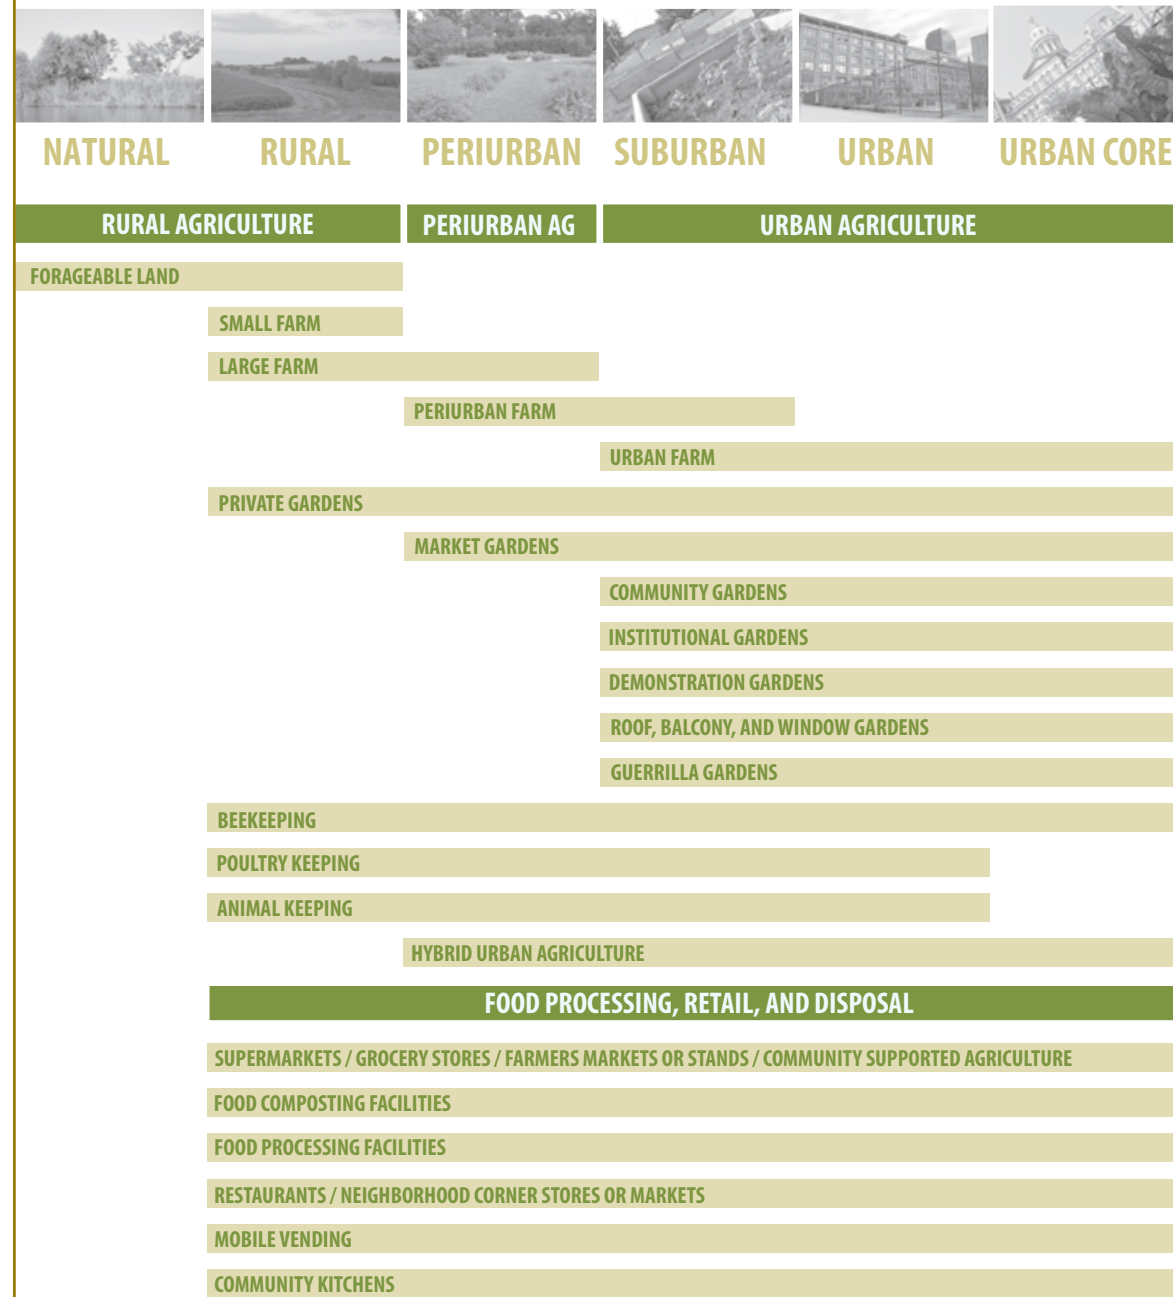 NATURAL RURAL PERIURBAN SUBURBAN URBAN URBAN CORE
RURAL AGRICULTURE PERIURBAN AG URBAN AGRICULTURE
FORAGEABLE LAND
SMALL FARM
LARGE FARM
PERIURBAN FARM
URBAN FARM
PRIVATE GARDENS
MARKET GARDENS
COMMUNITY GARDENS
INSTITUTIONAL GARDENS
DEMONSTRATION GARDENS
ROOF, BALCONY, AND WINDOW GARDENS
GUERRILLA GARDENS
BEEKEEPING
POULTRY KEEPING
ANIMAL KEEPING
HYBRID URBAN AGRICULTURE
FOOD PROCESSING, RETAIL, AND DISPOSAL
SUPERMARKETS / GROCERY STORES / FARMERS MARKETS OR STANDS / COMMUNITY SUPPORTED AGRICULTURE
FOOD COMPOSTING FACILITIES
FOOD PROCESSING FACILITIES
RESTAURANTS / NEIGHBORHOOD CORNER STORES OR MARKETS
MOBILE VENDING
COMMUNITY KITCHENS